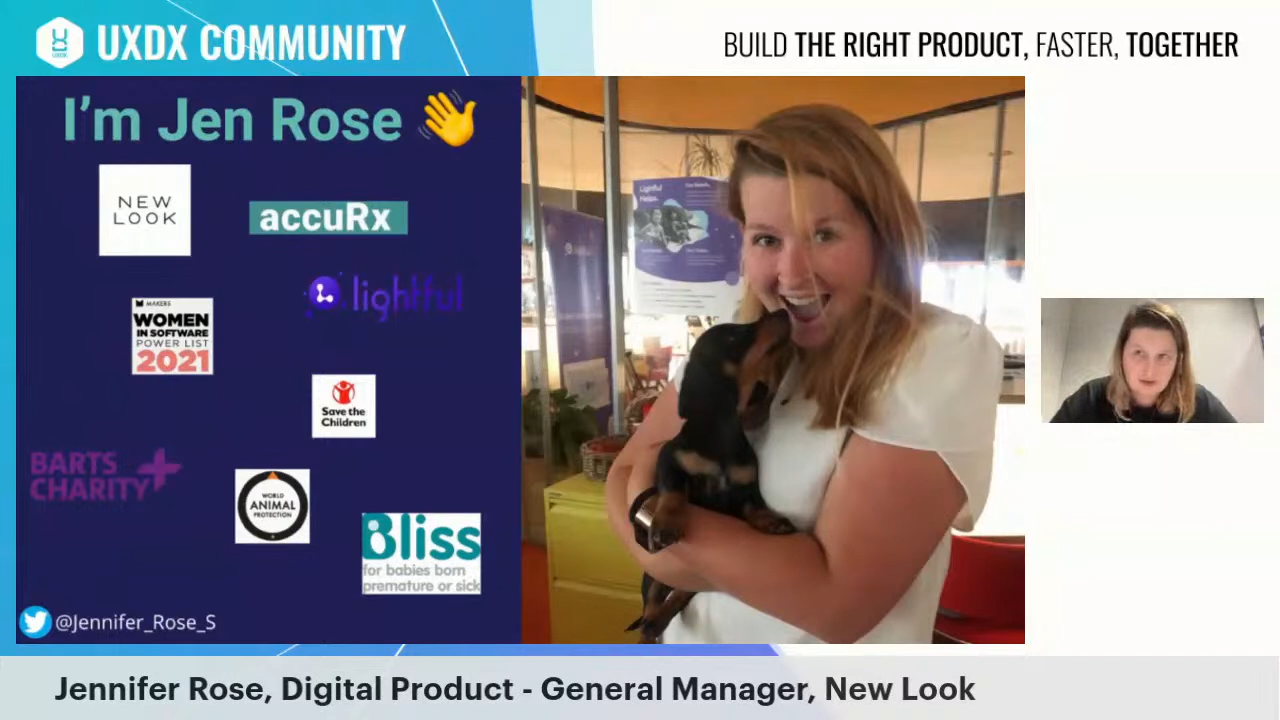 UXDX COMMUNITY
BUILD THE RIGHT PRODUCT, FASTER, TOGETHER
I'm Jen Rose 👋
NEW
LOOK
accuRx
lightful
MAKERS
WOMEN
IN SOFTWARE
POWER LIST
2021
Save the
Children
BARTS
CHARITY
WORLD
ANIMAL
PROTECTION
Bliss
for babies born
premature or sick
@Jennifer_Rose_S
Lightful
Helps.
Jennifer Rose, Digital Product - General Manager, New Look